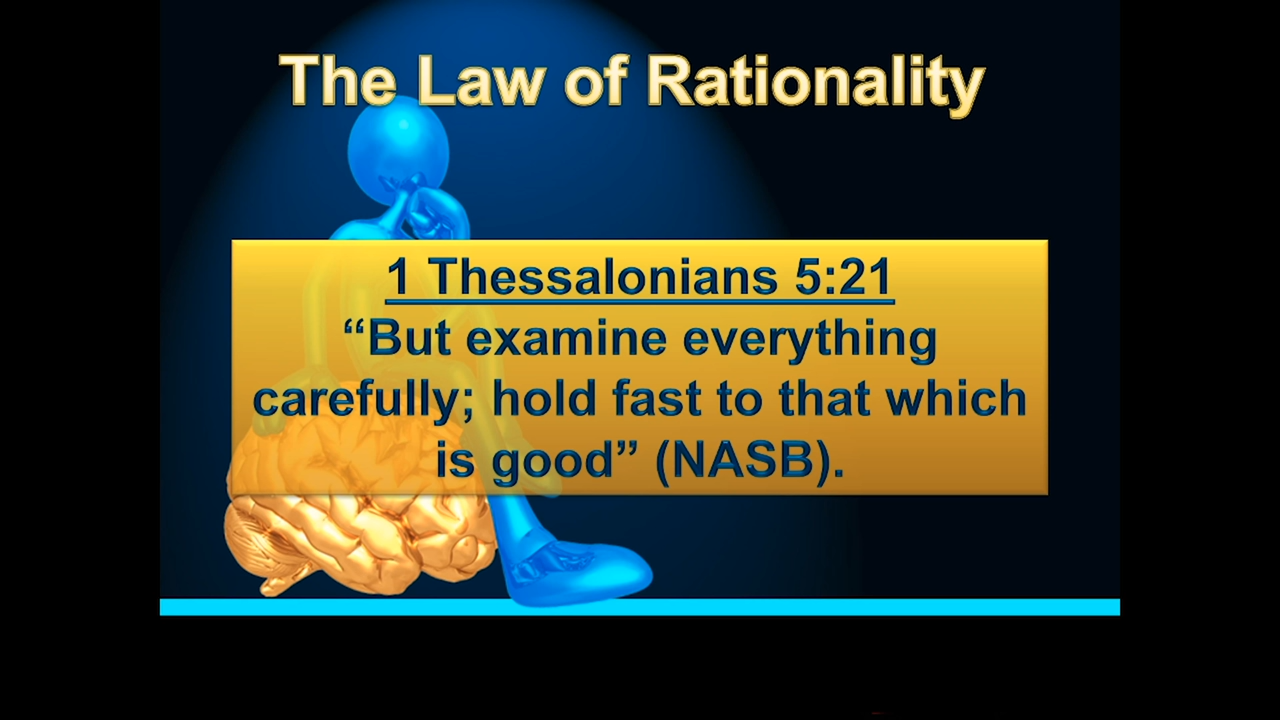 The Law of Rationality
1 Thessalonians 5:21
“But examine everything
carefully; hold fast to that which
is good” (NASB).